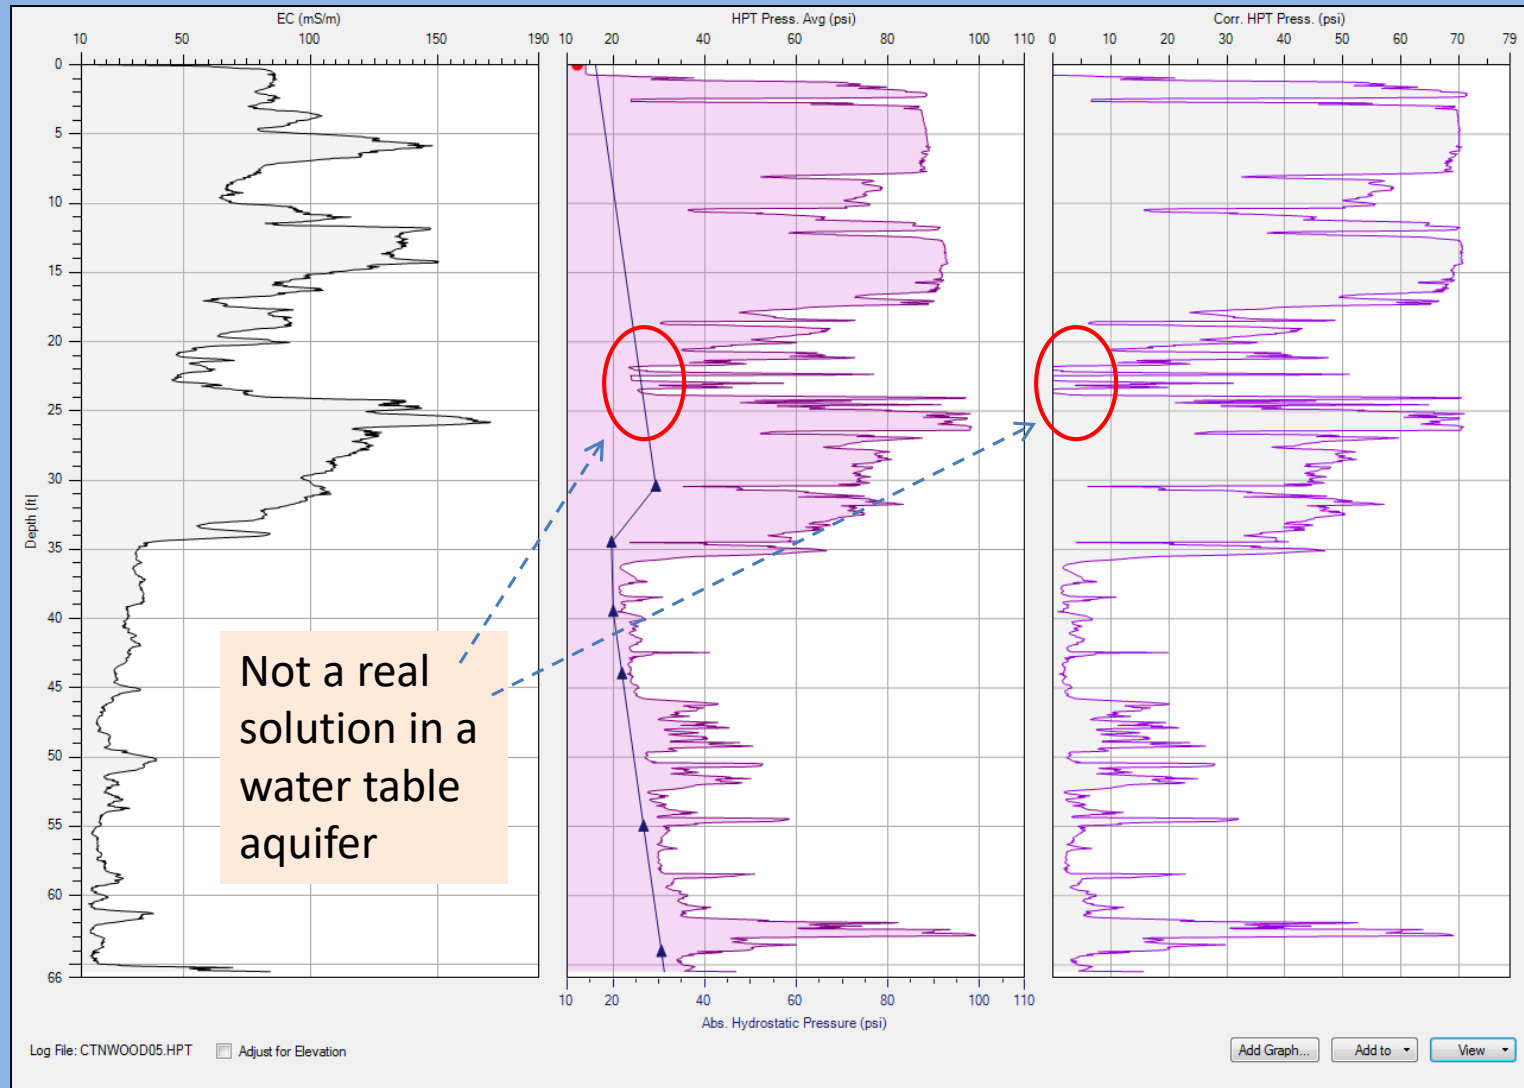 EC (mS/m)
10 50 100 150 190
HPT Press. Avg (psi)
10 20 40 60 80 100 110
Corr. HPT Press. (psi)
0 10 20 30 40 50 60 70 79
Depth [ft]
0
5
10
15
20
25
30
35
40
45
50
55
60
66
Not a real
solution in a
water table
aquifer
10 20 40 60 80 100 110
Abs. Hydrostatic Pressure (psi)
Log File: CTNWOOD05.HPT Adjust for Elevation Add Graph... Add to View